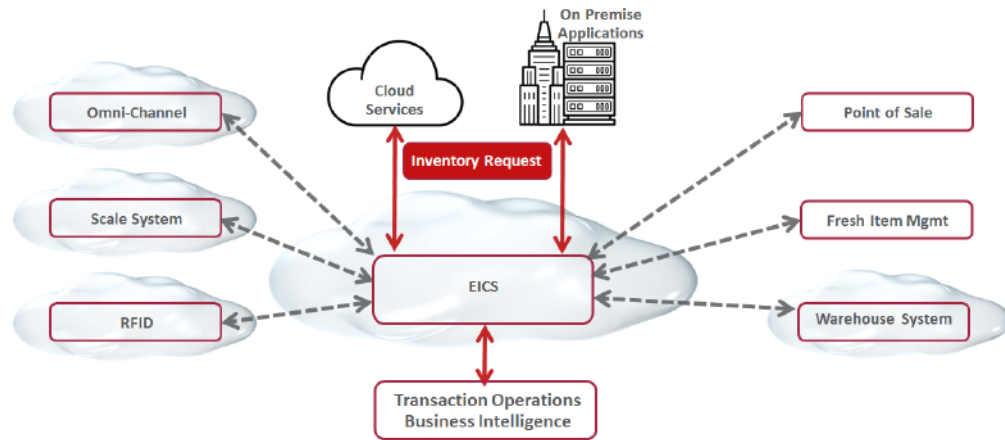 On Premise
Applications
Cloud
Services
Omni-Channel
Point of Sale
Inventory Request
Scale System
Fresh Item Mgmt
EICS
RFID
Warehouse System
Transaction Operations
Business Intelligence